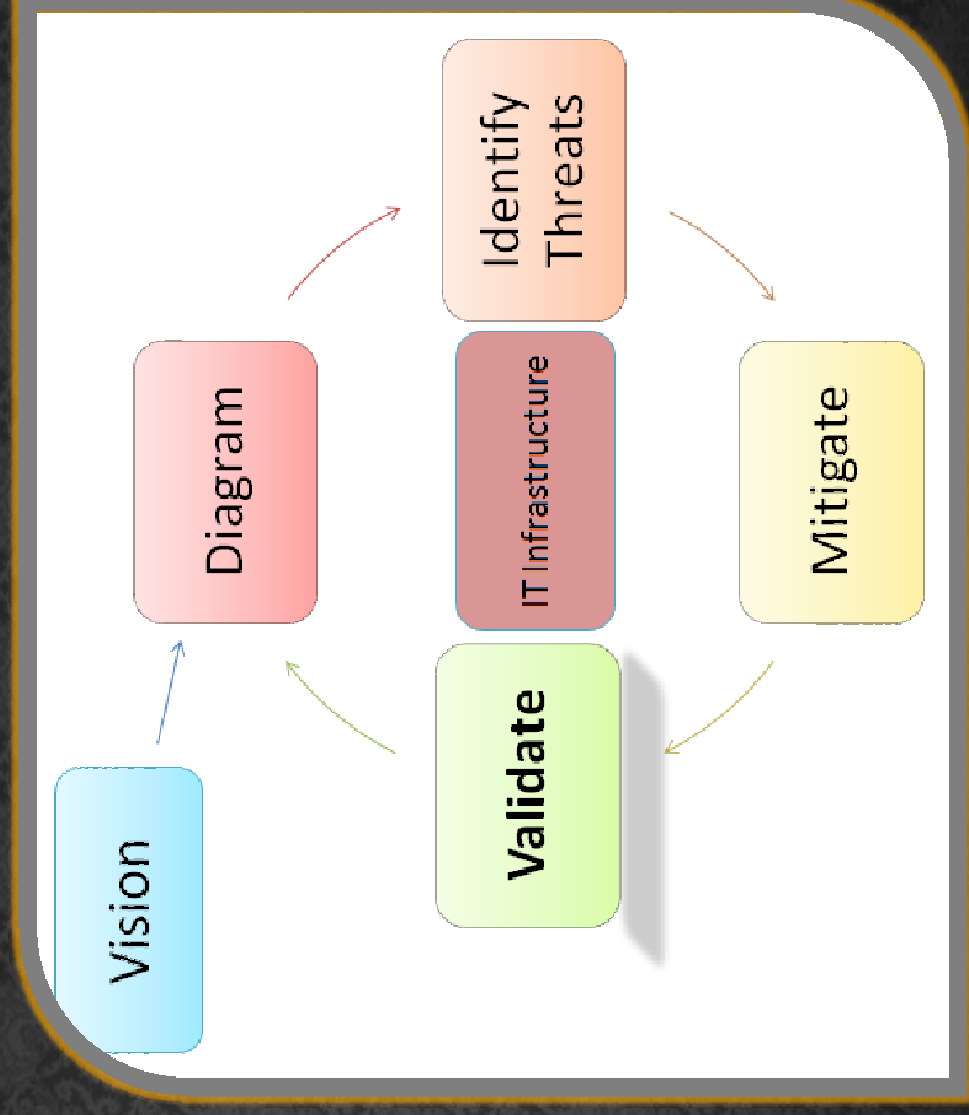 Vision
Diagram
Identify
Threats
Mitigate
Validate
IT Infrastructure